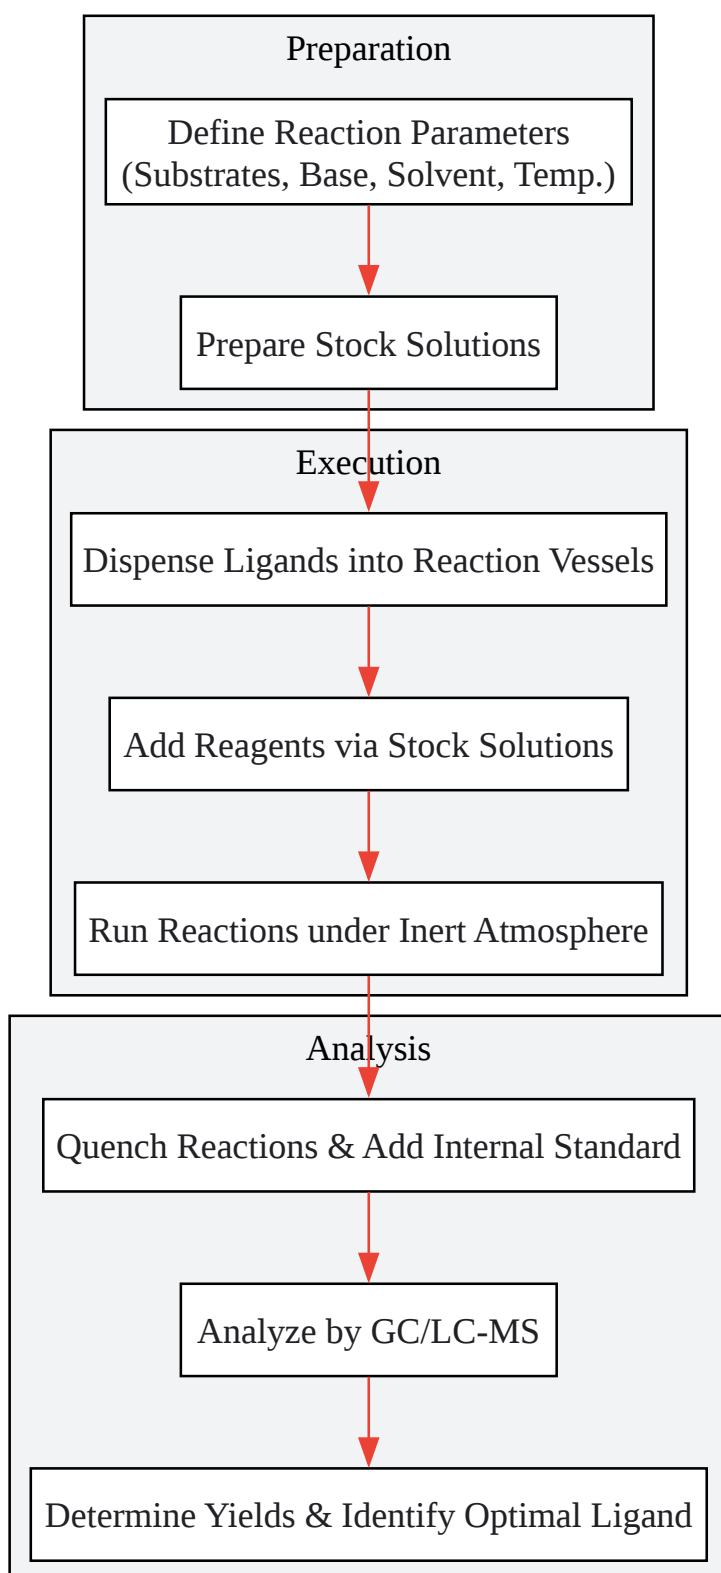 Preparation
Define Reaction Parameters
(Substrates, Base, Solvent, Temp.)
Prepare Stock Solutions
Execution
Dispense Ligands into Reaction Vessels
Add Reagents via Stock Solutions
Run Reactions under Inert Atmosphere
Analysis
Quench Reactions & Add Internal Standard
Analyze by GC/LC-MS
Determine Yields & Identify Optimal Ligand